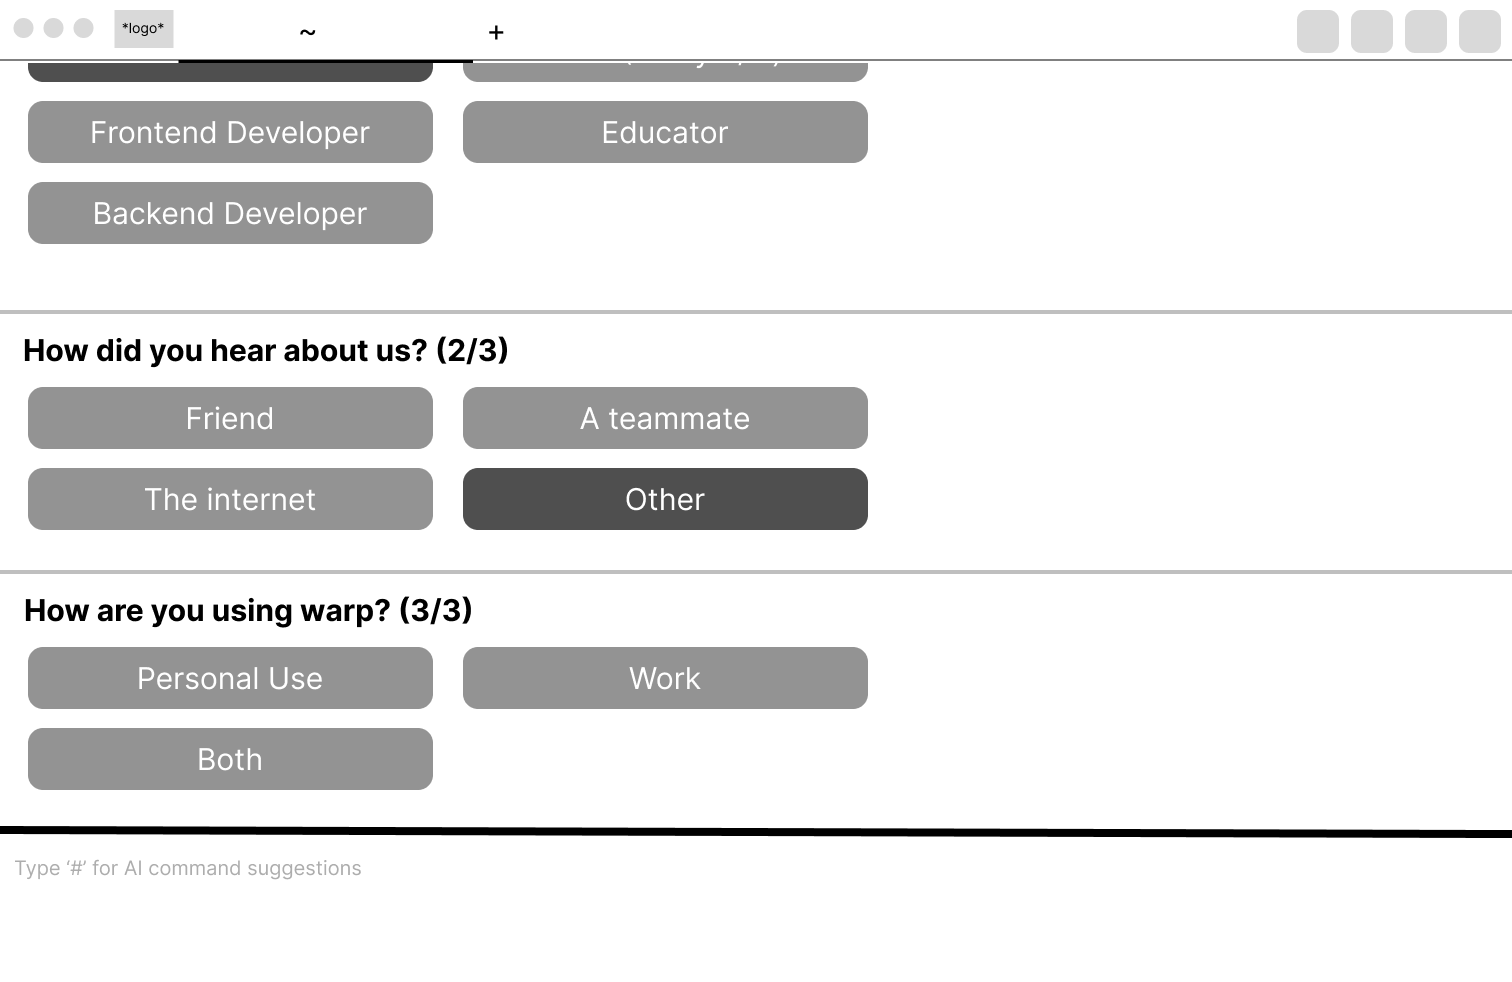 *logo*
~
+
Frontend Developer
Educator
Backend Developer
How did you hear about us? (2/3)
Friend
A teammate
The internet
Other
How are you using warp? (3/3)
Personal Use
Work
Both
Type ‘#’ for AI command suggestions